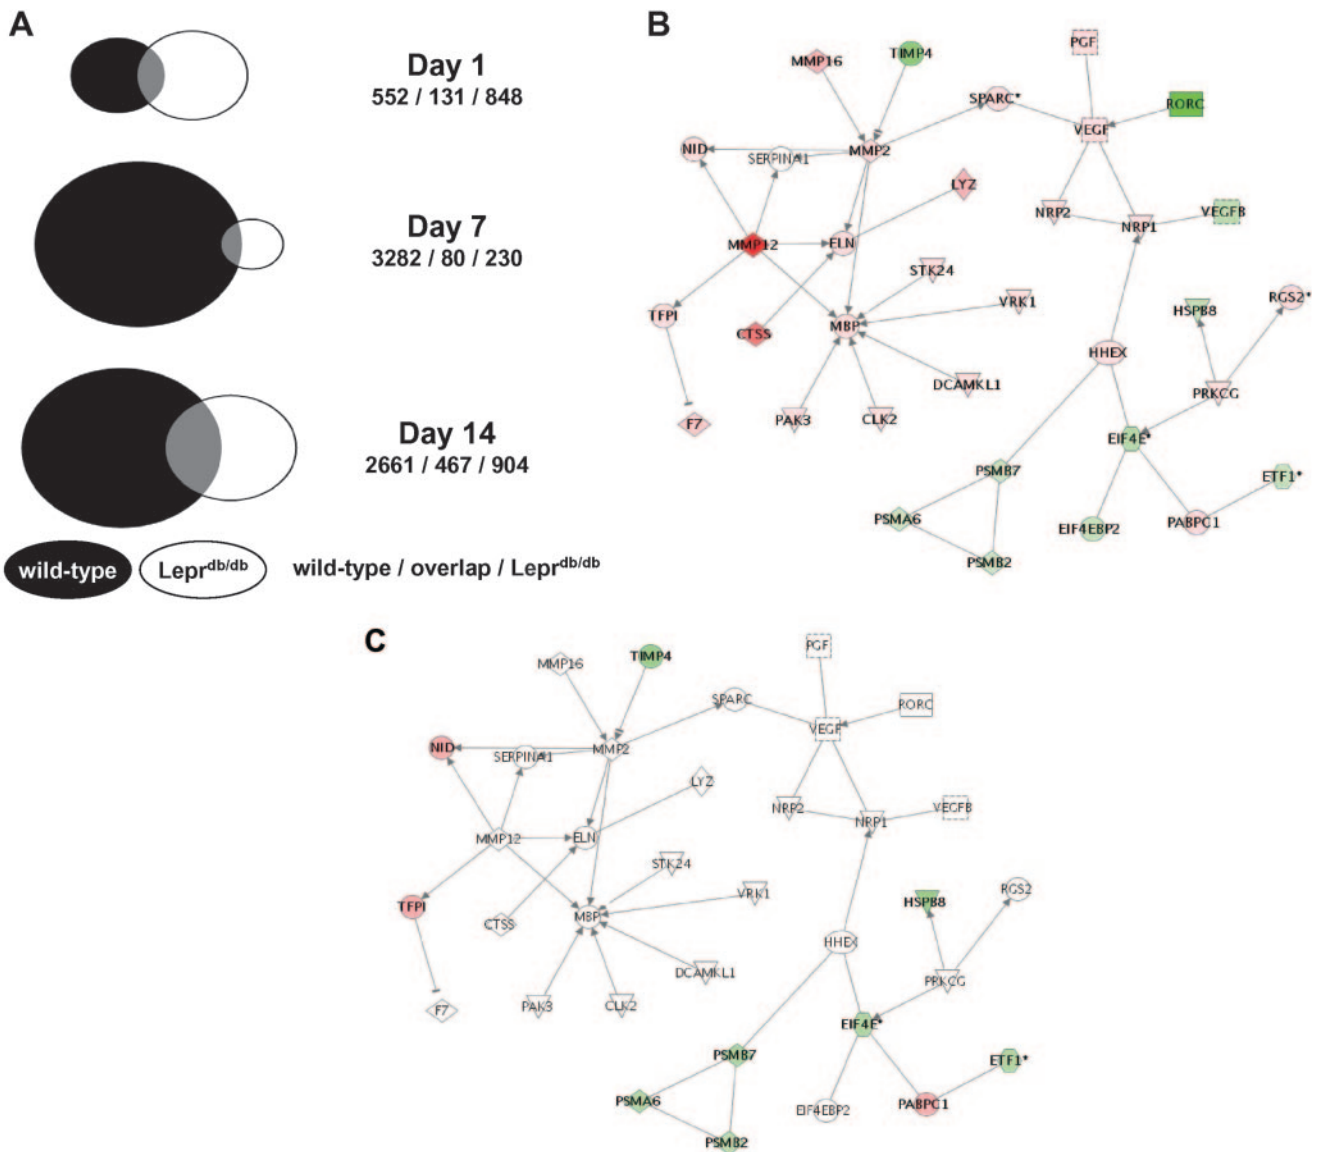 A
Day 1
552 / 131 / 848
Day 7
3282 / 80 / 230
Day 14
2661 / 467 / 904
wild-type
Lepr^db/db
wild-type / overlap / Lepr^db/db
B
PGF
MMP16
TIMP4
SPARC*
RORC
VEGF
NID
SERPINA1
MMP2
LYZ
NRP2
VEGFB
NRP1
MMP12
ELN
STK24
VRK1
RGS2*
HSPB8
TFPI
CTSS
MBP
HHEX
DCAMKL1
PRKCG
PAK3
CLK2
F7
EIF4E*
PSMB7
ETF1*
PSMA6
EIF4EBP2
PABPC1
PSMB2
C
PGF
MMP16
TIMP4
SPARC
RORC
VEGF
NID
SERPINA1
MMP2
LYZ
NRP2
VEGFB
NRP1
MMP12
ELN
STK24
VRK1
RGS2
HSPB8
TFPI
CTSS
MBP
HHEX
DCAMKL1
PRKCG
PAK3
CLK2
F7
EIF4E*
PSMB7
ETF1*
PSMA6
EIF4EBP2
PABPC1
PSMB2